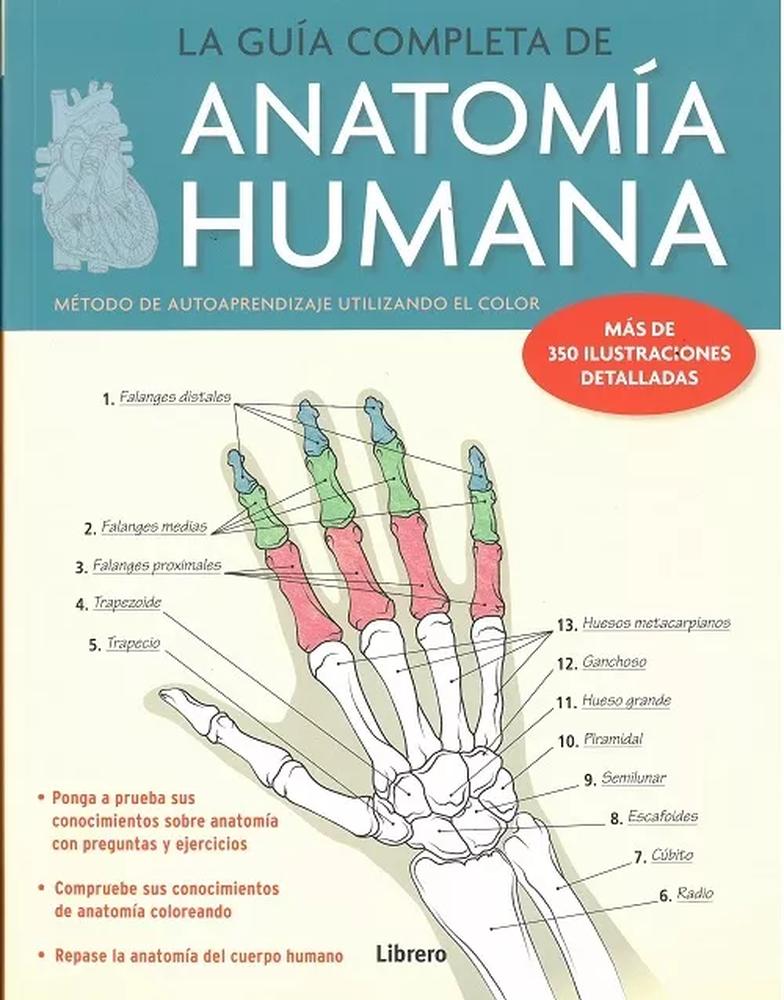 LA GUÍA COMPLETA DE
ANATOMÍA
HUMANA
MÉTODO DE AUTOAPRENDIZAJE UTILIZANDO EL COLOR
MÁS DE
350 ILUSTRACIONES
DETALLADAS
1. Falanges distales
2. Falanges medias
3. Falanges proximales
4. Trapezoide
5. Trapecio
13. Huesos metacarpianos
12. Ganchoso
11. Hueso grande
10. Piramidal
9. Semilunar
8. Escafoides
7. Cúbito
6. Radio
• Ponga a prueba sus
conocimientos sobre anatomía
con preguntas y ejercicios
• Compruebe sus conocimientos
de anatomía coloreando
• Repase la anatomía del cuerpo humano
Librero